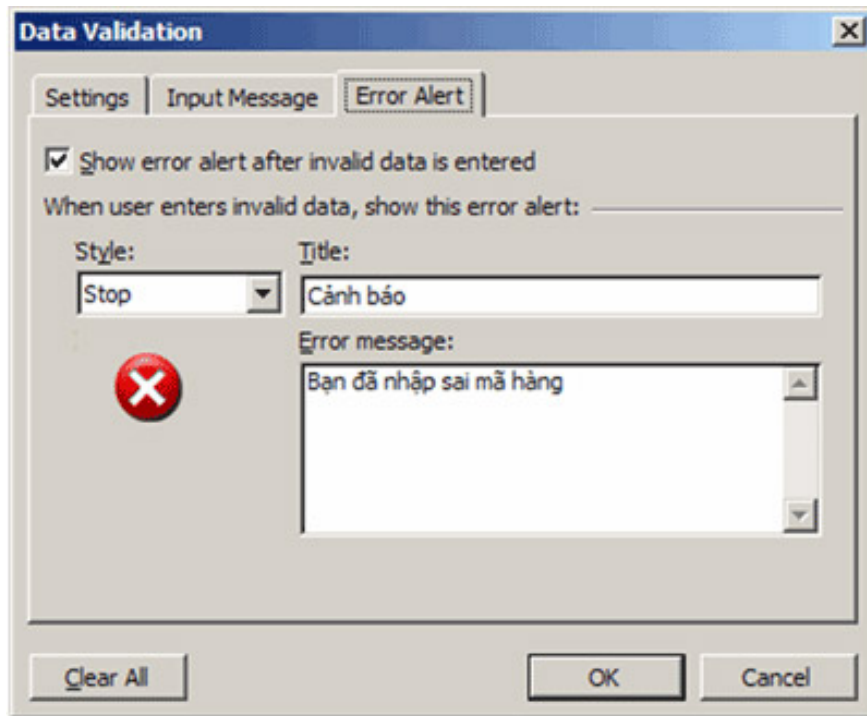 Data Validation
Settings
Input Message
Error Alert
Show error alert after invalid data is entered
When user enters invalid data, show this error alert:
Style:
Title:
Stop
Cảnh báo
Error message:
Bạn đã nhập sai mã hàng
Clear All
OK
Cancel